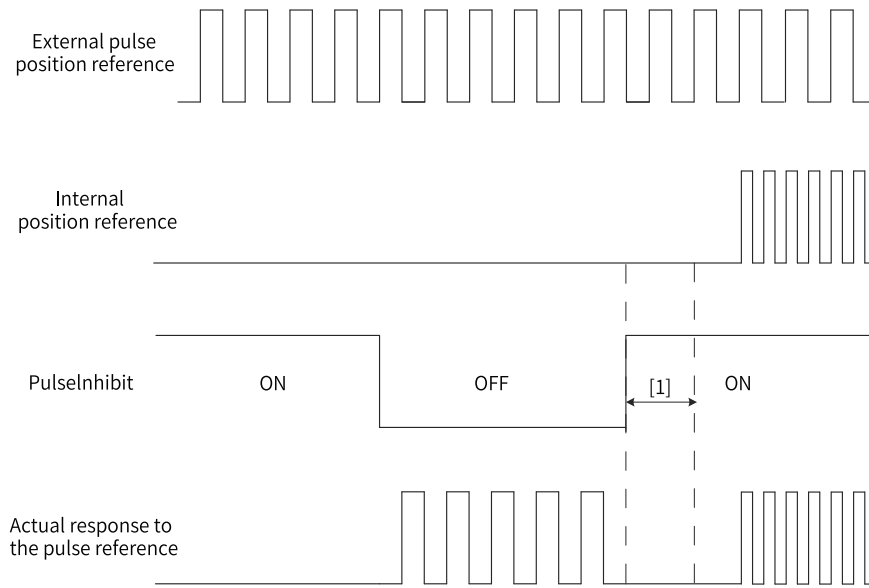 External pulse
position reference
Internal
position reference
PulseInhibit
ON
OFF
[1]
ON
Actual response to
the pulse reference